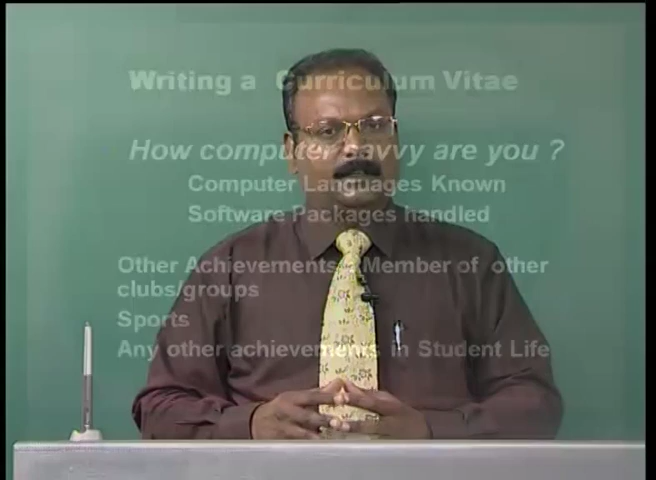 Writing a Curriculum Vitae
How computer savvy are you ?
Computer Languages Known
Software Packages handled
Other Achievements - Member of other
clubs/groups
Sports
Any other achievements in Student Life